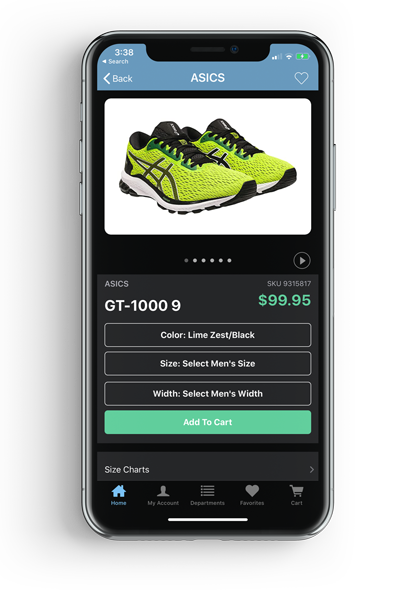 3:38
◀ Search
Back
ASICS
ASICS
SKU 9315817
GT-1000 9
$99.95
Color: Lime Zest/Black
Size: Select Men's Size
Width: Select Men's Width
Add To Cart
Size Charts
Home
My Account
Departments
Favorites
Cart